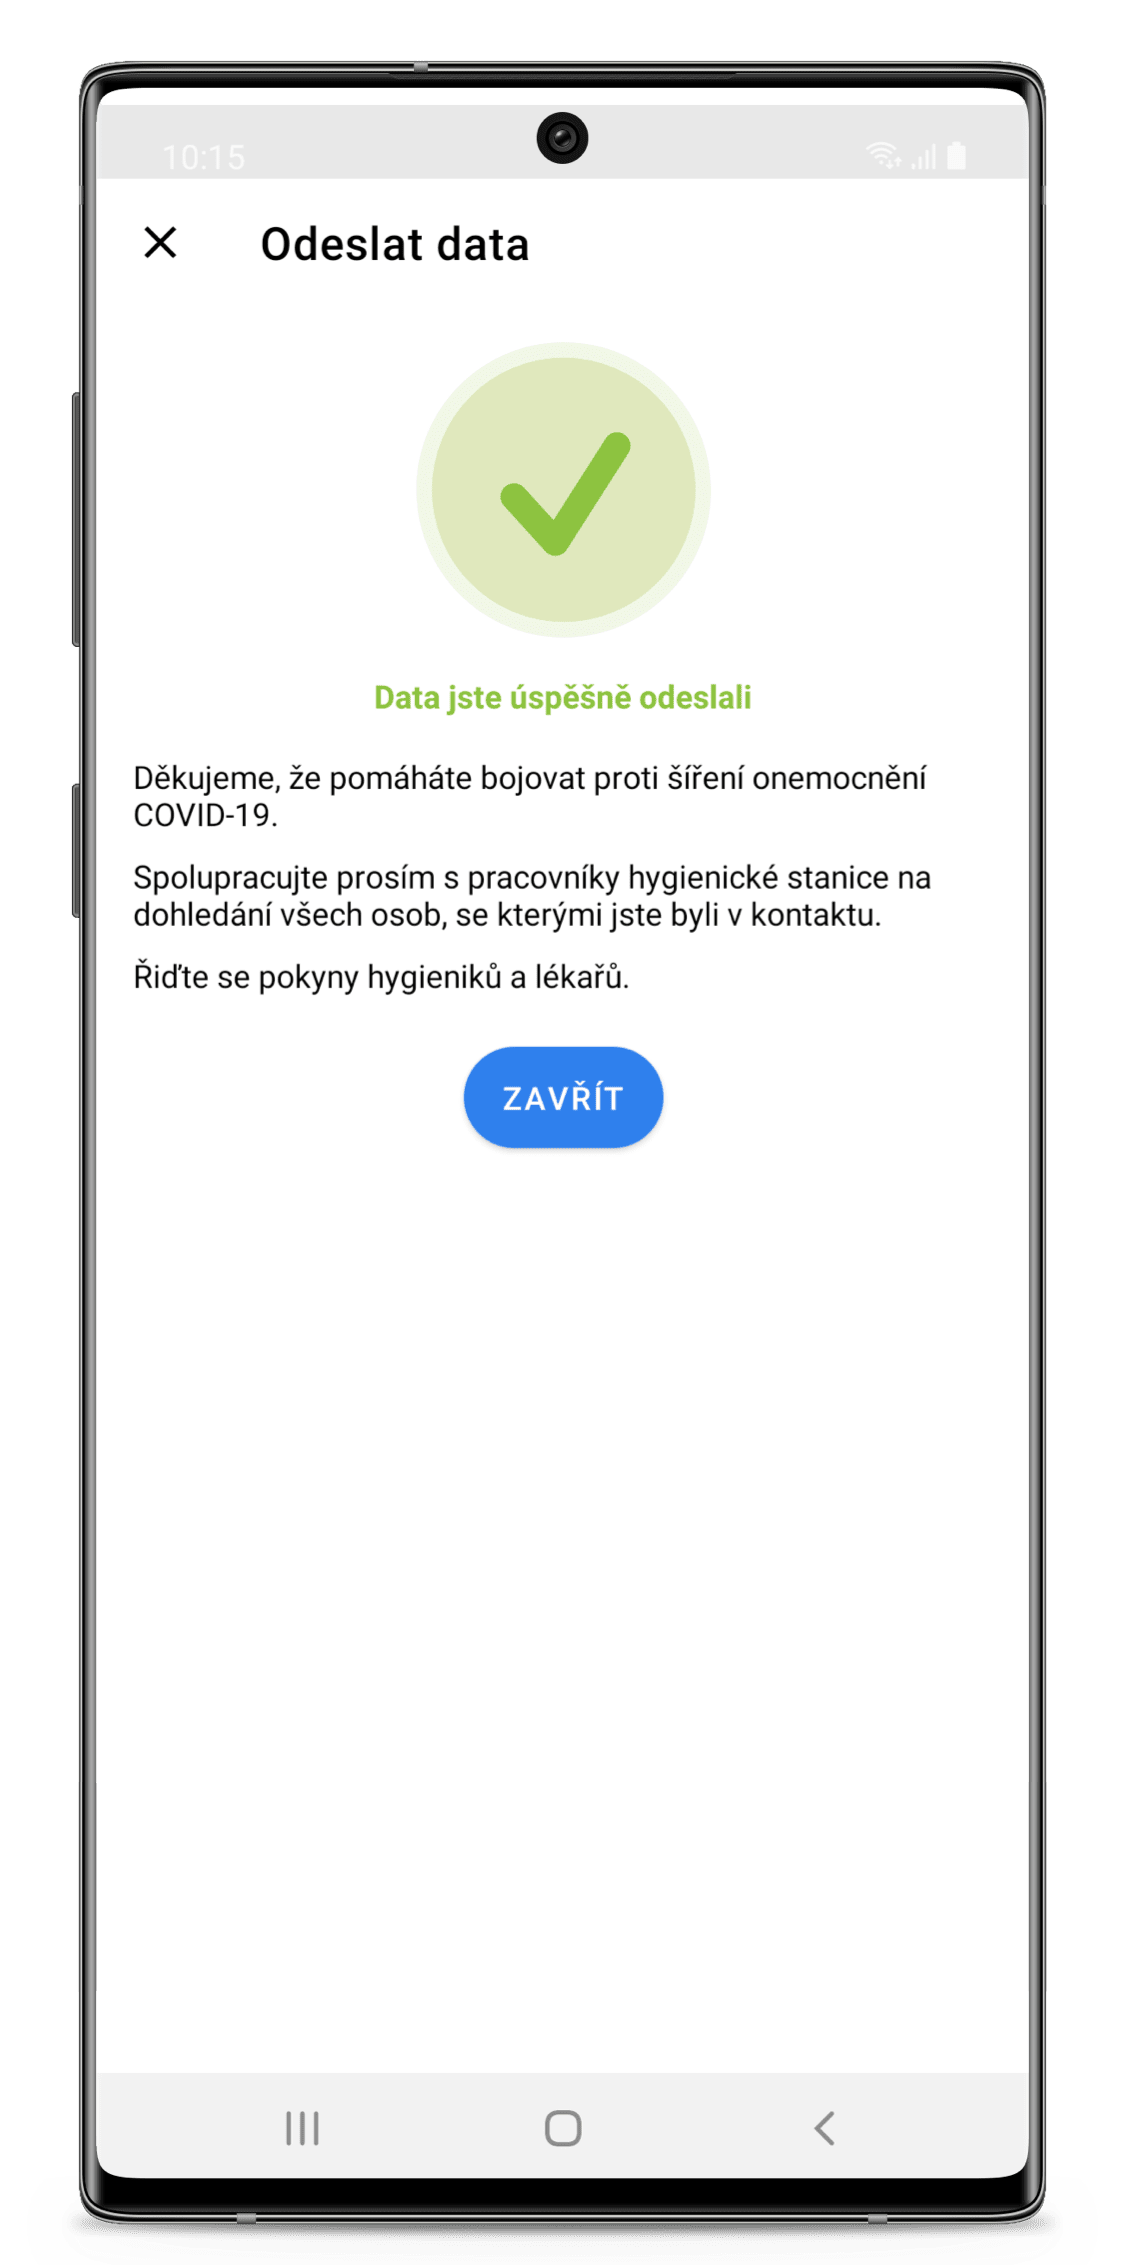 10:15
Odeslat data
Data jste úspěšně odeslali
Děkujeme, že pomáháte bojovat proti šíření onemocnění
COVID-19.
Spolupracujte prosím s pracovníky hygienické stanice na
dohledání všech osob, se kterými jste byli v kontaktu.
Řiďte se pokyny hygieniků a lékařů.
ZAVŘÍT